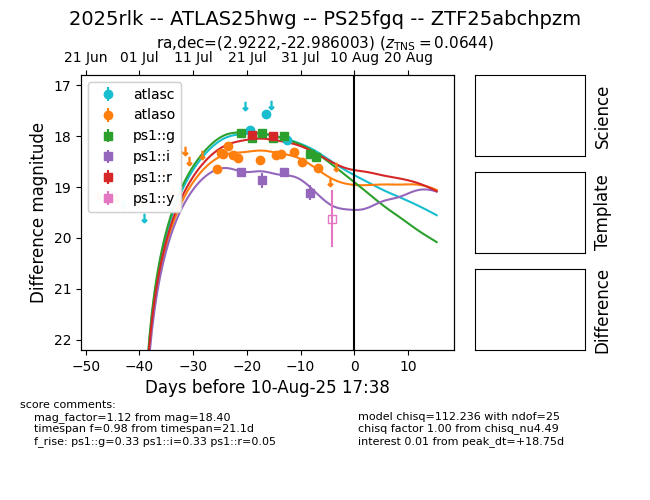 2025rlk -- ATLAS25hwg -- PS25fgq -- ZTF25abchpzm
ra,dec=(2.9222,-22.986003) (z_TNS = 0.0644)
21 Jun 01 Jul 11 Jul 21 Jul 31 Jul 10 Aug 20 Aug
17
18
19
20
21
22
Difference magnitude
atlasc
atlaso
ps1::g
ps1::i
ps1::r
ps1::y
−50 −40 −30 −20 −10 0 10
Days before 10-Aug-25 17:38
Science
Template
Difference
score comments:
mag_factor=1.12 from mag=18.40
timespan f=0.98 from timespan=21.1d
f_rise: ps1::g=0.33 ps1::i=0.33 ps1::r=0.05
model chisq=112.236 with ndof=25
chisq factor 1.00 from chisq_nu4.49
interest 0.01 from peak_dt=+18.75d